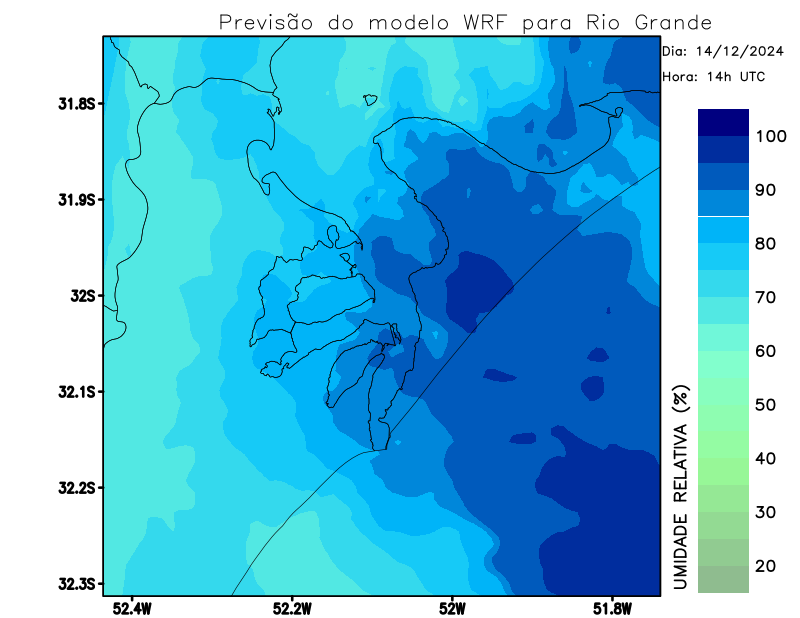 Previsão do modelo WRF para Rio Grande
Dia: 14/12/2024
Hora: 14h UTC
31.8S
31.9S
32S
32.1S
32.2S
32.3S
52.4W
52.2W
52W
51.8W
100
90
80
70
60
50
40
30
20
UMIDADE RELATIVA (%)